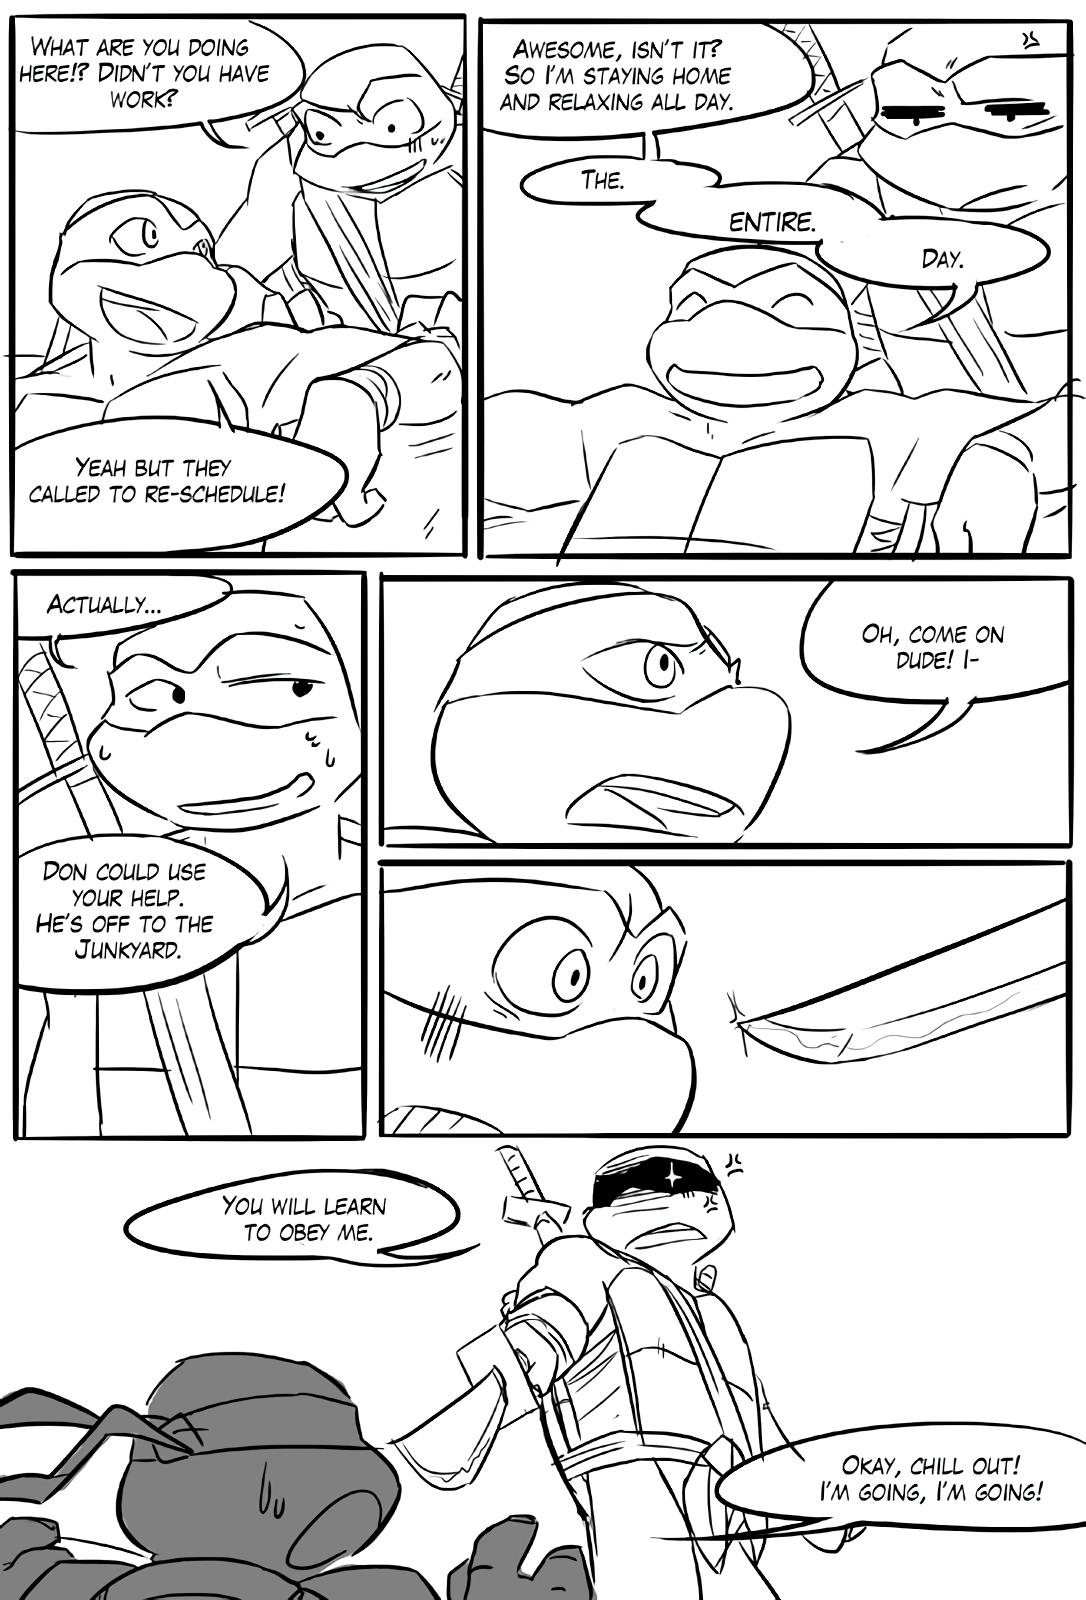 WHAT ARE YOU DOING
HERE!? DIDN'T YOU HAVE
WORK?
YEAH BUT THEY
CALLED TO RE-SCHEDULE!
AWESOME, ISN'T IT?
SO I'M STAYING HOME
AND RELAXING ALL DAY.
THE.
ENTIRE.
DAY.
ACTUALLY...
DON COULD USE
YOUR HELP.
HE'S OFF TO THE
JUNKYARD.
OH, COME ON
DUDE! I-
YOU WILL LEARN
TO OBEY ME.
OKAY, CHILL OUT!
I'M GOING, I'M GOING!